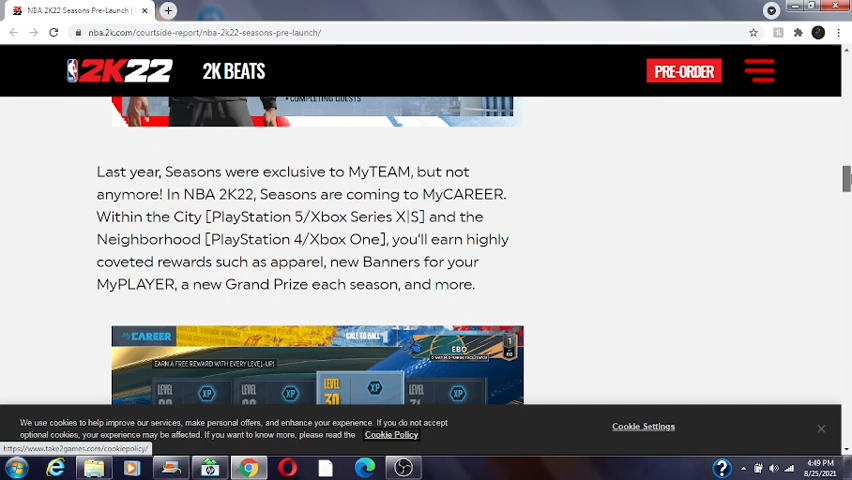 NBA 2K22 Seasons Pre-Launch |
nba.2k.com/courtside-report/nba-2k22-seasons-pre-launch/
2K22 2K BEATS PRE-ORDER
• COMPLETING QUESTS
Last year, Seasons were exclusive to MyTEAM, but not
anymore! In NBA 2K22, Seasons are coming to MyCAREER.
Within the City [PlayStation 5/Xbox Series X|S] and the
Neighborhood [PlayStation 4/Xbox One], you'll earn highly
coveted rewards such as apparel, new Banners for your
MyPLAYER, a new Grand Prize each season, and more.
MyCAREER CALL TO BALL
EBO
1
EARN A FREE REWARD WITH EVERY LEVEL-UP!
LEVEL XP LEVEL XP LEVEL 30 XP LEVEL 31 XP
We use cookies to help improve our services, make personal offers, and enhance your experience. If you do not accept
optional cookies, your experience may be affected. If you want to know more, please read the Cookie Policy
Cookie Settings
https://www.take2games.com/cookiepolicy/
4:49 PM
8/25/2021